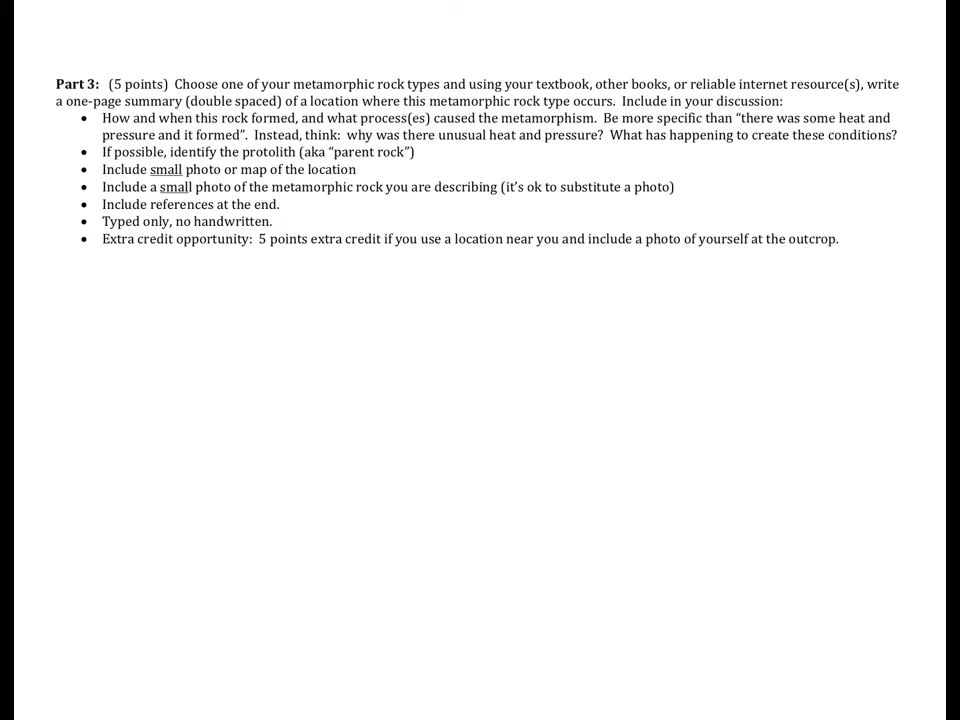 Part 3: (5 points) Choose one of your metamorphic rock types and using your textbook, other books, or reliable internet resource(s), write
a one-page summary (double spaced) of a location where this metamorphic rock type occurs. Include in your discussion:
• How and when this rock formed, and what process(es) caused the metamorphism. Be more specific than “there was some heat and
pressure and it formed”. Instead, think: why was there unusual heat and pressure? What has happening to create these conditions?
• If possible, identify the protolith (aka “parent rock”)
• Include small photo or map of the location
• Include a small photo of the metamorphic rock you are describing (it’s ok to substitute a photo)
• Include references at the end.
• Typed only, no handwritten.
• Extra credit opportunity: 5 points extra credit if you use a location near you and include a photo of yourself at the outcrop.